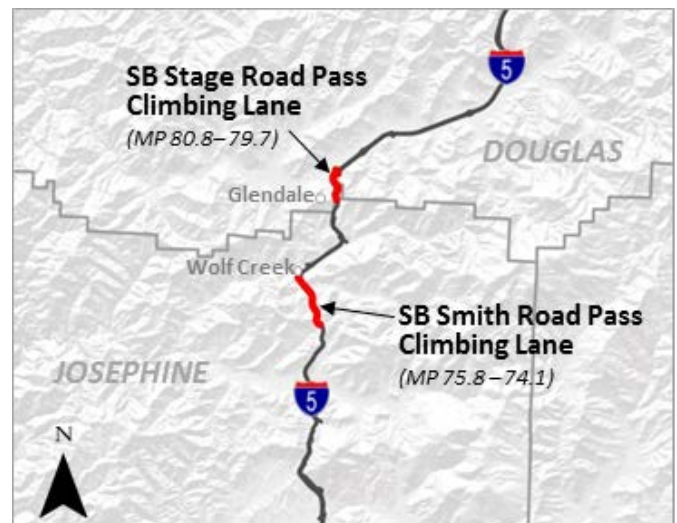 5
SB Stage Road Pass
Climbing Lane
(MP 80.8–79.7)
DOUGLAS
Glendale
Wolf Creek
SB Smith Road Pass
Climbing Lane
(MP 75.8–74.1)
JOSEPHINE
5
N